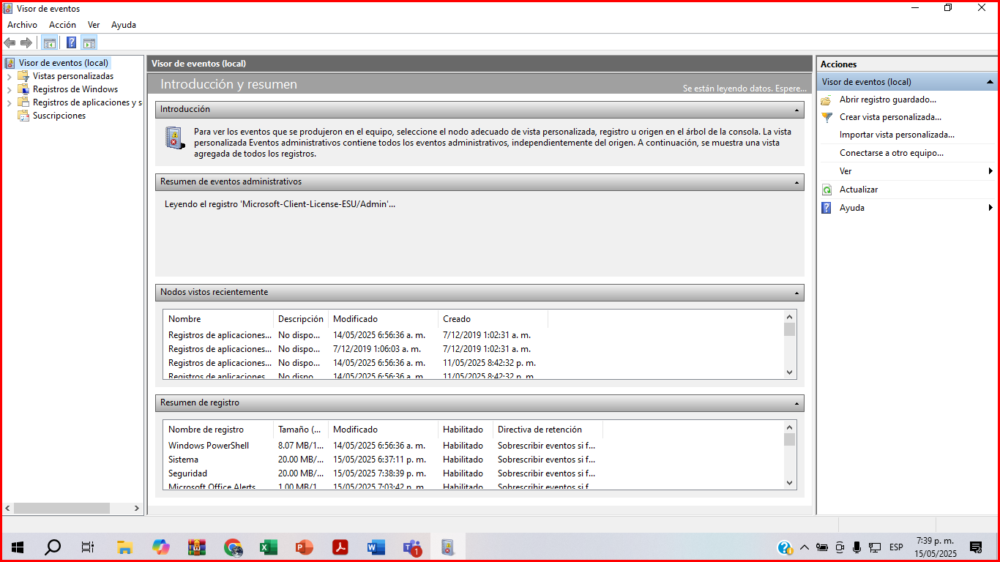 Visor de eventos
Archivo Acción Ver Ayuda
Visor de eventos (local)
Vistas personalizadas
Registros de Windows
Registros de aplicaciones y s
Suscripciones
Visor de eventos (local)
Introducción y resumen
Se están leyendo datos. Espere...
Introducción
Para ver los eventos que se produjeron en el equipo, seleccione el nodo adecuado de vista personalizada, registro u origen en el árbol de la consola. La vista
personalizada Eventos administrativos contiene todos los eventos administrativos, independientemente del origen. A continuación, se muestra una vista
agregada de todos los registros.
Resumen de eventos administrativos
Leyendo el registro 'Microsoft-Client-License-ESU/Admin'...
Nodos vistos recientemente
Nombre Descripción Modificado Creado
Registros de aplicaciones... No dispo... 14/05/2025 6:56:36 a. m. 7/12/2019 1:02:31 a. m.
Registros de aplicaciones... No dispo... 7/12/2019 1:06:03 a. m. 7/12/2019 1:02:31 a. m.
Registros de aplicaciones... No dispo... 14/05/2025 6:56:36 a. m. 11/05/2025 8:42:32 p. m.
Registros de aplicaciones... No dispo... 14/05/2025 6:56:36 a. m. 11/05/2025 8:42:32 p. m.
Resumen de registro
Nombre de registro Tamaño (... Modificado Habilitado Directiva de retención
Windows PowerShell 8.07 MB/1... 14/05/2025 6:56:36 a. m. Habilitado Sobrescribir eventos si f...
Sistema 20.00 MB/... 15/05/2025 6:37:11 p. m. Habilitado Sobrescribir eventos si f...
Seguridad 20.00 MB/... 15/05/2025 7:38:39 p. m. Habilitado Sobrescribir eventos si f...
Microsoft Office Alerts 1.00 MB/1... 15/05/2025 7:03:42 p. m. Habilitado Sobrescribir eventos si f...
Acciones
Visor de eventos (local)
Abrir registro guardado...
Crear vista personalizada...
Importar vista personalizada...
Conectarse a otro equipo...
Ver
Actualizar
Ayuda
1
ESP
7:39 p. m.
15/05/2025